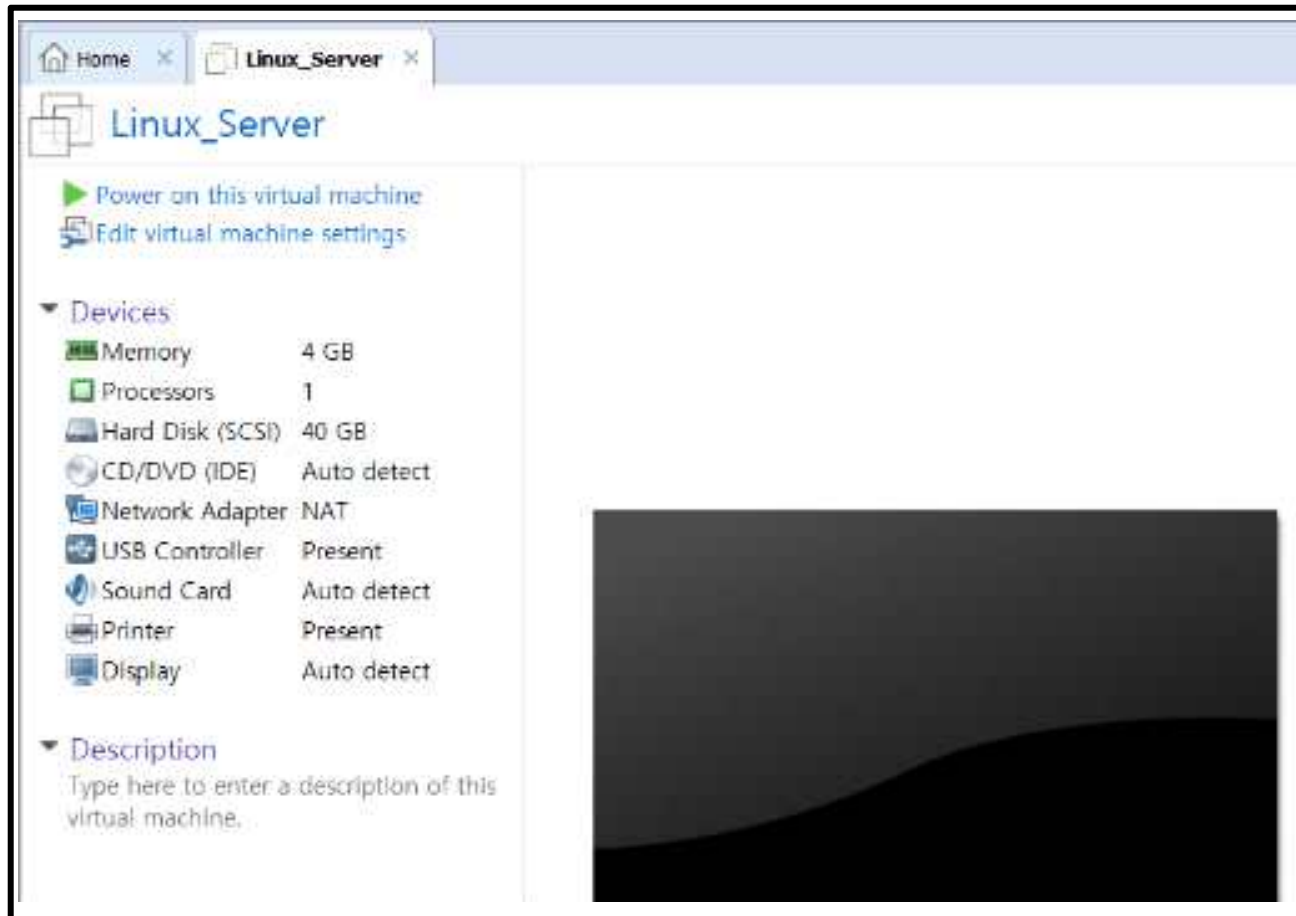 Home
Linux_Server
Linux_Server
Power on this virtual machine
Edit virtual machine settings
Devices
Memory 4 GB
Processors 1
Hard Disk (SCSI) 40 GB
CD/DVD (IDE) Auto detect
Network Adapter NAT
USB Controller Present
Sound Card Auto detect
Printer Present
Display Auto detect
Description
Type here to enter a description of this
virtual machine.